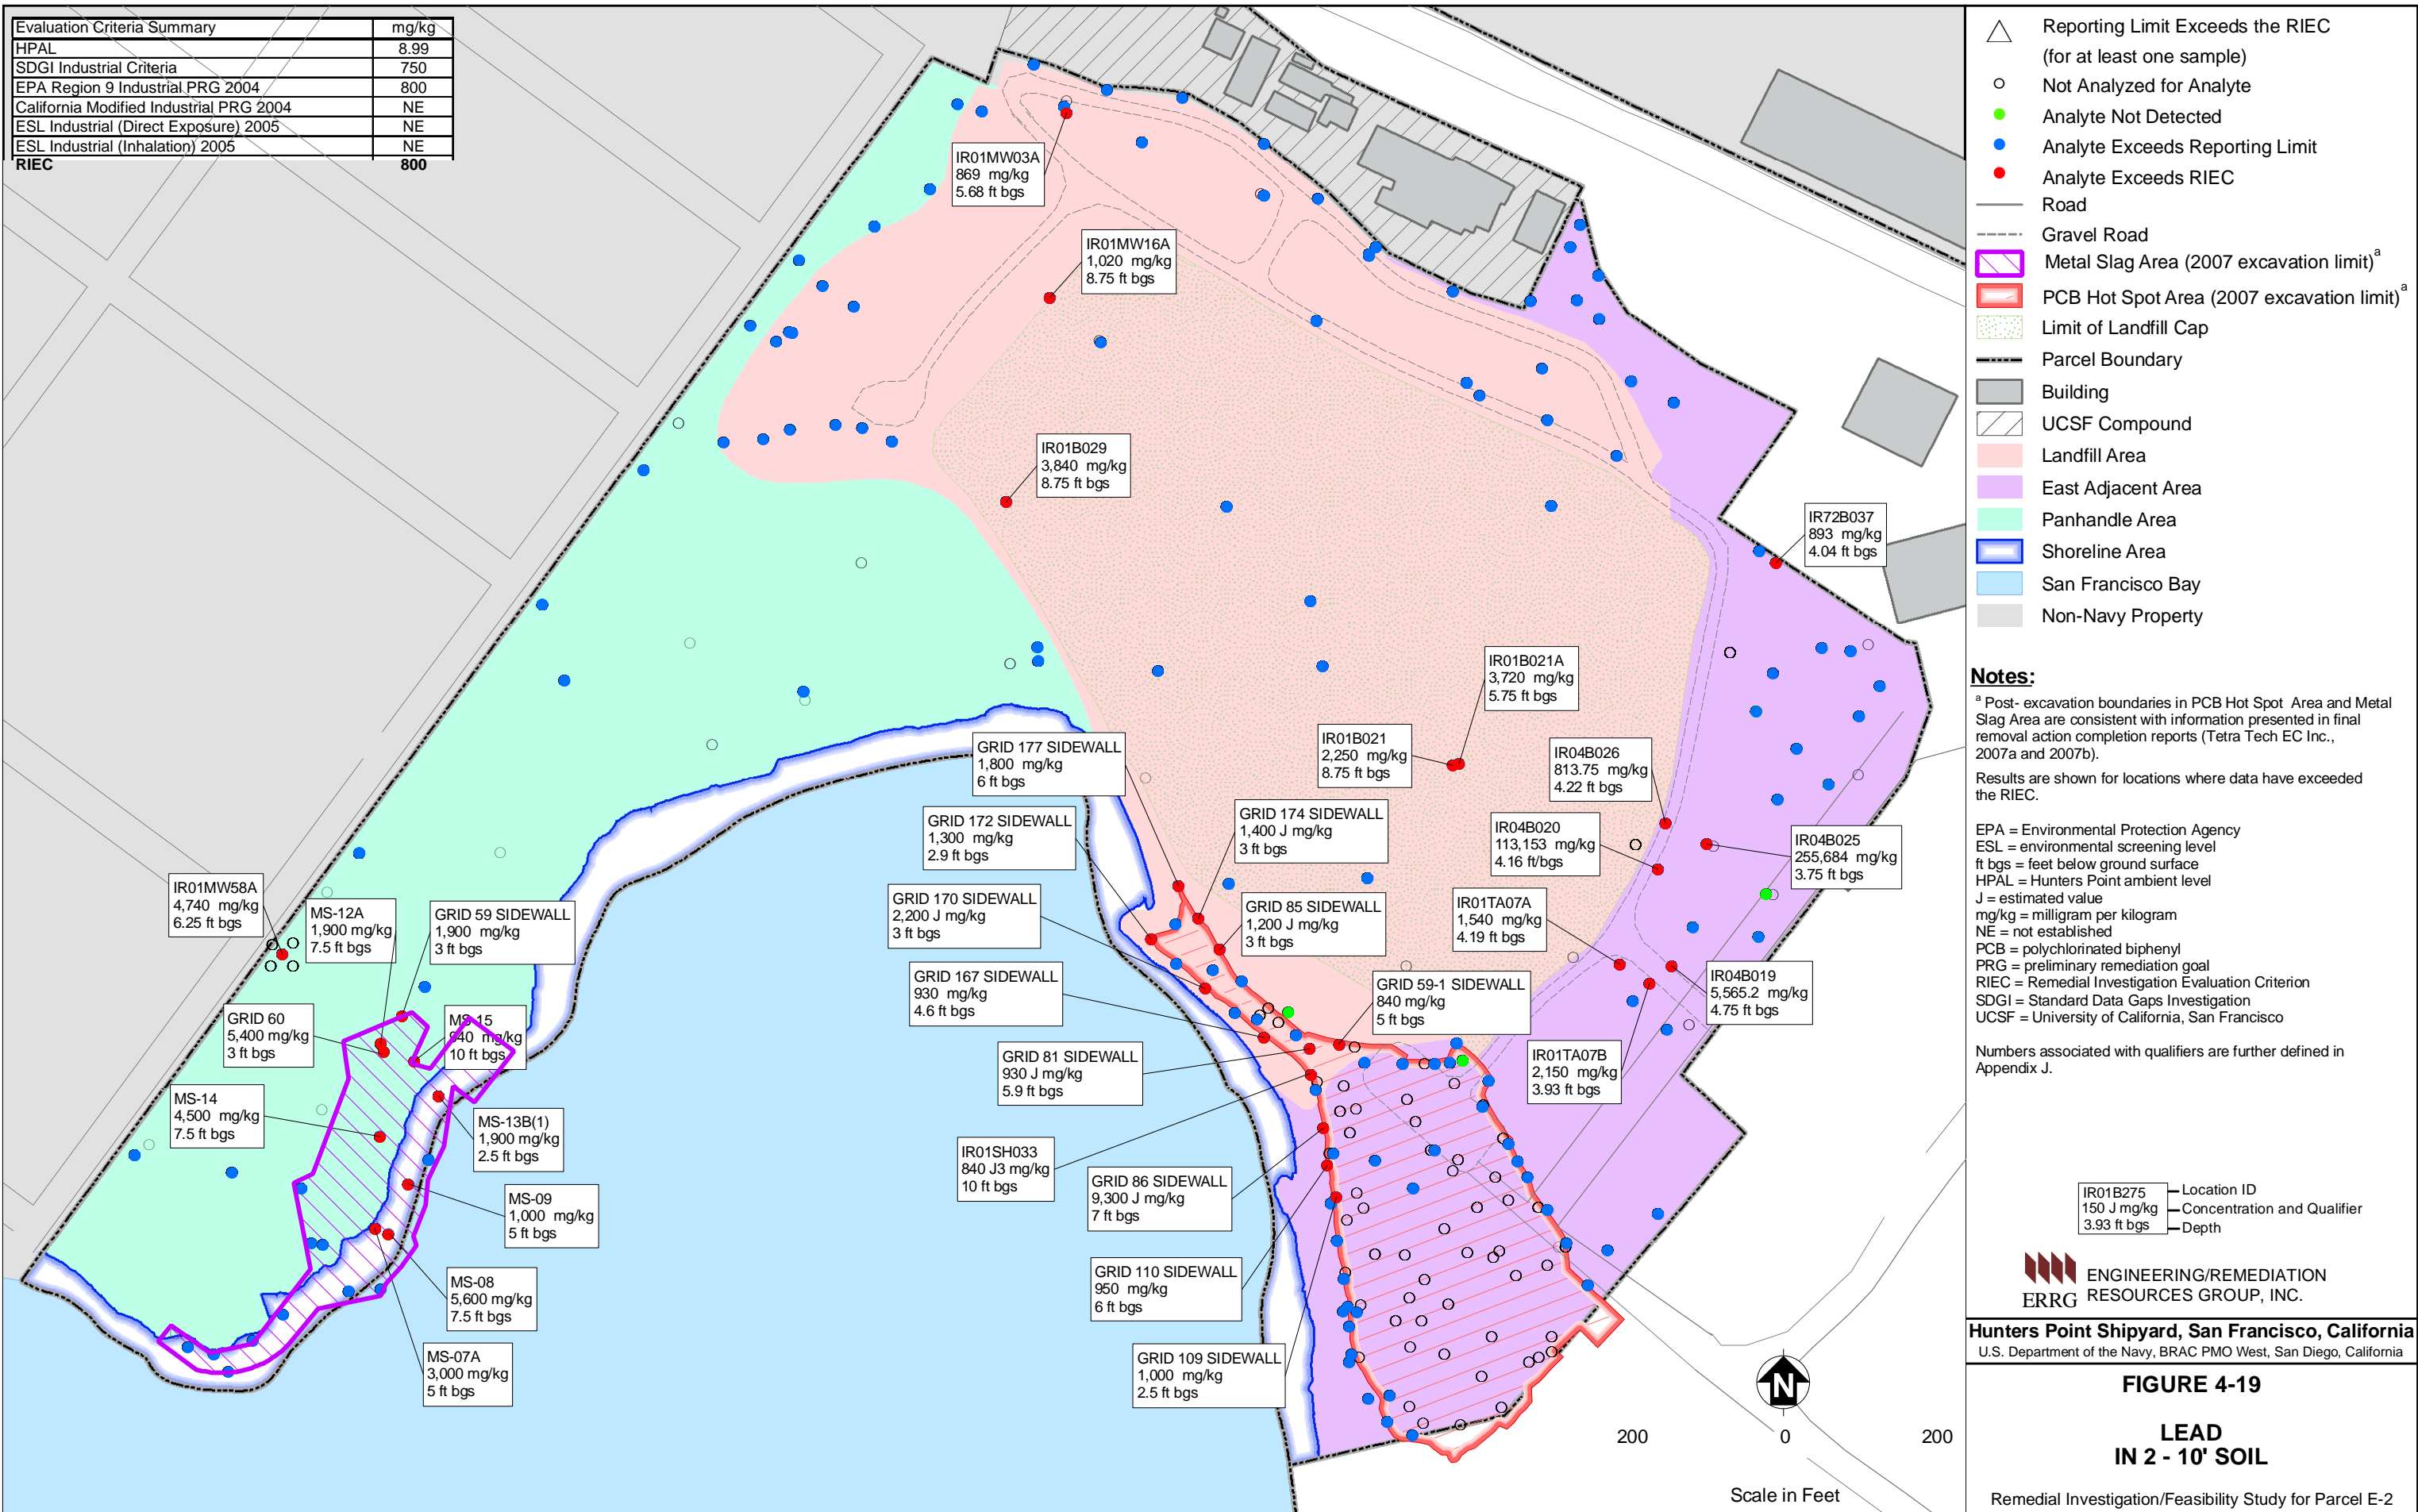 Evaluation Criteria Summary mg/kg
HPAL 8.99
SDGI Industrial Criteria 750
EPA Region 9 Industrial PRG 2004 800
California Modified Industrial PRG 2004 NE
ESL Industrial (Direct Exposure) 2005 NE
ESL Industrial (Inhalation) 2005 NE
RIEC 800
IR01MW03A
869 mg/kg
5.68 ft bgs
IR01MW16A
1,020 mg/kg
8.75 ft bgs
IR01B029
3,840 mg/kg
8.75 ft bgs
IR72B037
893 mg/kg
4.04 ft bgs
IR01B021A
3,720 mg/kg
5.75 ft bgs
IR01B021
2,250 mg/kg
8.75 ft bgs
IR04B026
813.75 mg/kg
4.22 ft bgs
GRID 177 SIDEWALL
1,800 mg/kg
6 ft bgs
GRID 172 SIDEWALL
1,300 mg/kg
2.9 ft bgs
GRID 174 SIDEWALL
1,400 J mg/kg
3 ft bgs
IR04B020
113,153 mg/kg
4.16 ft/bgs
IR04B025
255,684 mg/kg
3.75 ft bgs
GRID 170 SIDEWALL
2,200 J mg/kg
3 ft bgs
GRID 85 SIDEWALL
1,200 J mg/kg
3 ft bgs
IR01TA07A
1,540 mg/kg
4.19 ft bgs
IR01MW58A
4,740 mg/kg
6.25 ft bgs
MS-12A
1,900 mg/kg
7.5 ft bgs
GRID 59 SIDEWALL
1,900 mg/kg
3 ft bgs
GRID 167 SIDEWALL
930 mg/kg
4.6 ft bgs
GRID 59-1 SIDEWALL
840 mg/kg
5 ft bgs
IR04B019
5,565.2 mg/kg
4.75 ft bgs
GRID 60
5,400 mg/kg
3 ft bgs
MS-15
940 mg/kg
10 ft bgs
GRID 81 SIDEWALL
930 J mg/kg
5.9 ft bgs
IR01TA07B
2,150 mg/kg
3.93 ft bgs
MS-14
4,500 mg/kg
7.5 ft bgs
MS-13B(1)
1,900 mg/kg
2.5 ft bgs
IR01SH033
840 J3 mg/kg
10 ft bgs
GRID 86 SIDEWALL
9,300 J mg/kg
7 ft bgs
MS-09
1,000 mg/kg
5 ft bgs
GRID 110 SIDEWALL
950 mg/kg
6 ft bgs
MS-08
5,600 mg/kg
7.5 ft bgs
MS-07A
3,000 mg/kg
5 ft bgs
GRID 109 SIDEWALL
1,000 mg/kg
2.5 ft bgs
N
200 0 200
Scale in Feet
Reporting Limit Exceeds the RIEC
(for at least one sample)
Not Analyzed for Analyte
Analyte Not Detected
Analyte Exceeds Reporting Limit
Analyte Exceeds RIEC
Road
Gravel Road
Metal Slag Area (2007 excavation limit)a
PCB Hot Spot Area (2007 excavation limit)a
Limit of Landfill Cap
Parcel Boundary
Building
UCSF Compound
Landfill Area
East Adjacent Area
Panhandle Area
Shoreline Area
San Francisco Bay
Non-Navy Property
Notes:
a Post- excavation boundaries in PCB Hot Spot Area and Metal
Slag Area are consistent with information presented in final
removal action completion reports (Tetra Tech EC Inc.,
2007a and 2007b).
Results are shown for locations where data have exceeded
the RIEC.
EPA = Environmental Protection Agency
ESL = environmental screening level
ft bgs = feet below ground surface
HPAL = Hunters Point ambient level
J = estimated value
mg/kg = milligram per kilogram
NE = not established
PCB = polychlorinated biphenyl
PRG = preliminary remediation goal
RIEC = Remedial Investigation Evaluation Criterion
SDGI = Standard Data Gaps Investigation
UCSF = University of California, San Francisco
Numbers associated with qualifiers are further defined in
Appendix J.
IR01B275 Location ID
150 J mg/kg Concentration and Qualifier
3.93 ft bgs Depth
ERRG
ENGINEERING/REMEDIATION
RESOURCES GROUP, INC.
Hunters Point Shipyard, San Francisco, California
U.S. Department of the Navy, BRAC PMO West, San Diego, California
FIGURE 4-19
LEAD
IN 2 - 10' SOIL
Remedial Investigation/Feasibility Study for Parcel E-2